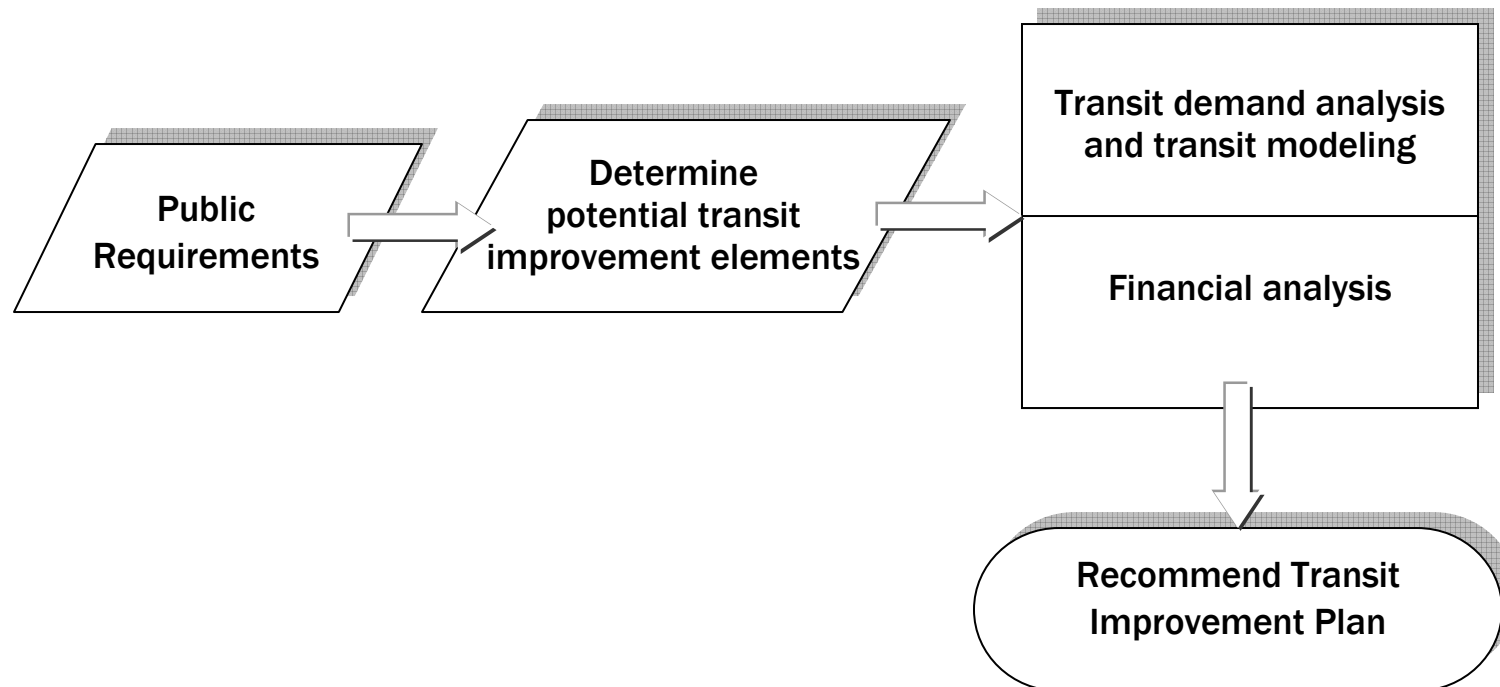 Public
Requirements
Determine
potential transit
improvement elements
Transit demand analysis
and transit modeling
Financial analysis
Recommend Transit
Improvement Plan